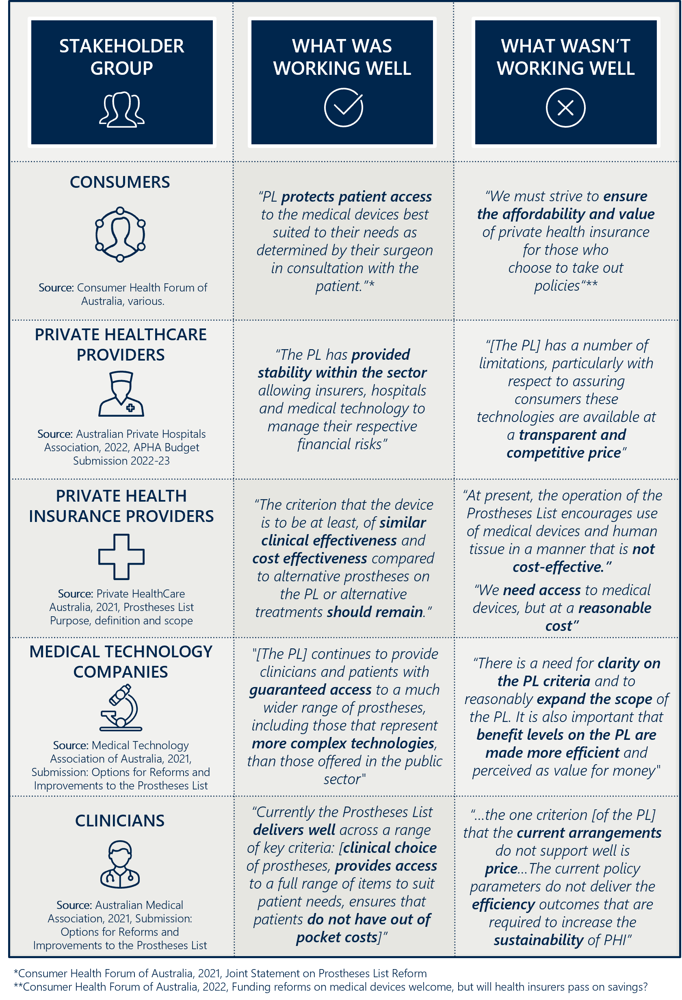 STAKEHOLDER
GROUP
WHAT WAS
WORKING WELL
WHAT WASN’T
WORKING WELL
CONSUMERS
Source: Consumer Health Forum of
Australia, various.
“PL protects patient access
to the medical devices best
suited to their needs as
determined by their surgeon
in consultation with the
patient.”*
“We must strive to ensure
the affordability and value
of private health insurance
for those who
choose to take out
policies“**
PRIVATE HEALTHCARE
PROVIDERS
Source: Australian Private Hospitals
Association, 2022, APHA Budget
Submission 2022-23
“The PL has provided
stability within the sector
allowing insurers, hospitals
and medical technology to
manage their respective
financial risks”
“[The PL] has a number of
limitations, particularly with
respect to assuring
consumers these
technologies are available at
a transparent and
competitive price”
PRIVATE HEALTH
INSURANCE PROVIDERS
Source: Private HealthCare
Australia, 2021, Prostheses List
Purpose, definition and scope
“The criterion that the device
is to be at least, of similar
clinical effectiveness and
cost effectiveness compared
to alternative prostheses on
the PL or alternative
treatments should remain.”
“At present, the operation of the
Prostheses List encourages use
of medical devices and human
tissue in a manner that is not
cost-effective.”
“We need access to medical
devices, but at a reasonable
cost”
MEDICAL TECHNOLOGY
COMPANIES
Source: Medical Technology
Association of Australia, 2021,
Submission: Options for Reforms and
Improvements to the Prostheses List
"[The PL] continues to provide
clinicians and patients with
guaranteed access to a much
wider range of prostheses,
including those that represent
more complex technologies,
than those offered in the public
sector"
“There is a need for clarity on
the PL criteria and to
reasonably expand the scope of
the PL. It is also important that
benefit levels on the PL are
made more efficient and
perceived as value for money"
CLINICIANS
Source: Australian Medical
Association, 2021, Submission:
Options for Reforms and
Improvements to the Prostheses List
“Currently the Prostheses List
delivers well across a range
of key criteria: [clinical choice
of prostheses, provides access
to a full range of items to suit
patient needs, ensures that
patients do not have out of
pocket costs]”
“…the one criterion [of the PL]
that the current arrangements
do not support well is
price…The current policy
parameters do not deliver the
efficiency outcomes that are
required to increase the
sustainability of PHI”
*Consumer Health Forum of Australia, 2021, Joint Statement on Prostheses List Reform
**Consumer Health Forum of Australia, 2022, Funding reforms on medical devices welcome, but will health insurers pass on savings?